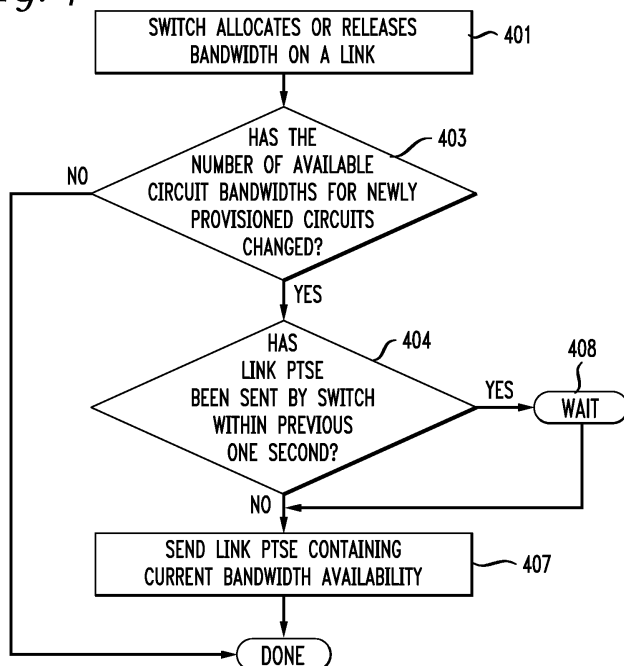 SWITCH ALLOCATES OR RELEASES
BANDWIDTH ON A LINK
401
HAS THE
NUMBER OF AVAILABLE
CIRCUIT BANDWIDTHS FOR NEWLY
PROVISIONED CIRCUITS
CHANGED?
403
NO
YES
HAS
LINK PTSE
BEEN SENT BY SWITCH
WITHIN PREVIOUS
ONE SECOND?
404
YES
408
WAIT
NO
SEND LINK PTSE CONTAINING
CURRENT BANDWIDTH AVAILABILITY
407
DONE